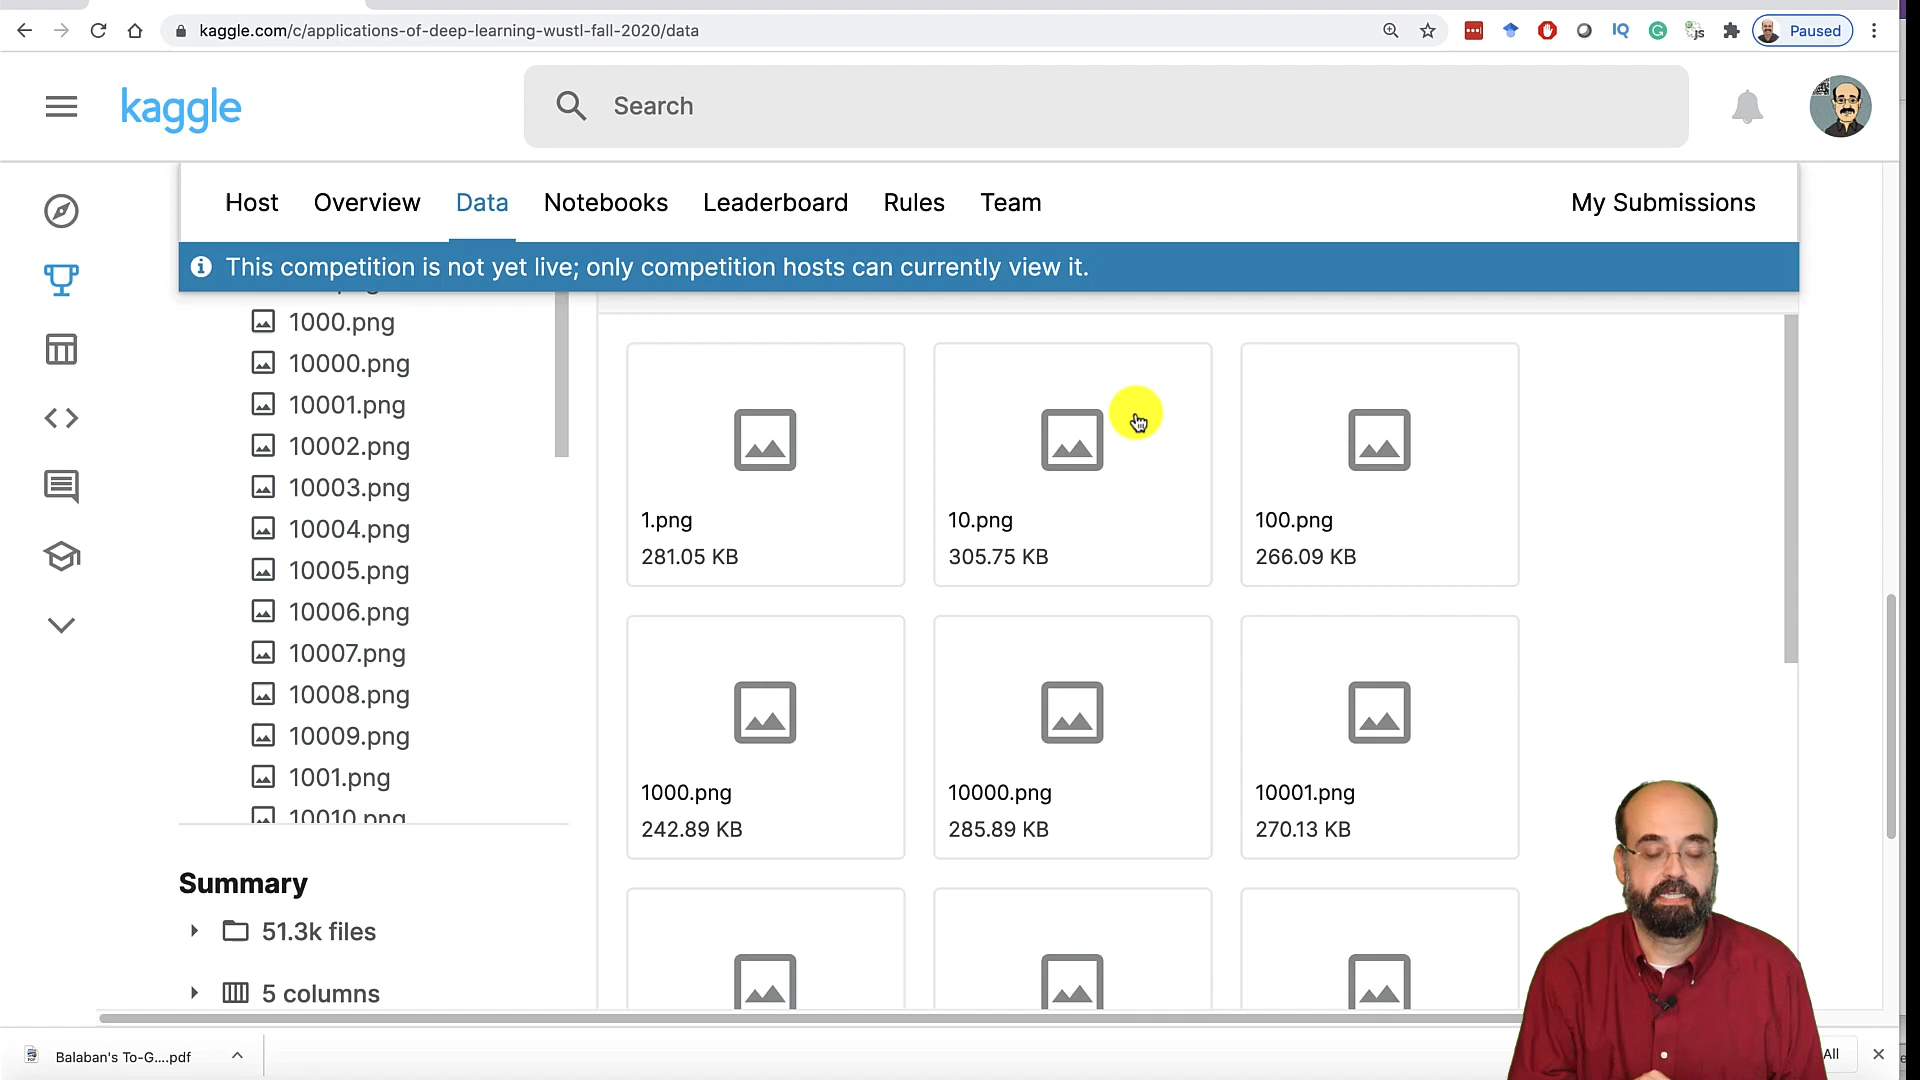 kaggle.com/c/applications-of-deep-learning-wustl-fall-2020/data
IQ
js
Paused
kaggle
Search
Host Overview Data Notebooks Leaderboard Rules Team My Submissions
This competition is not yet live; only competition hosts can currently view it.
1000.png
10000.png
10001.png
10002.png
10003.png
10004.png
10005.png
10006.png
10007.png
10008.png
10009.png
1001.png
10010.png
Summary
51.3k files
5 columns
1.png
281.05 KB
10.png
305.75 KB
100.png
266.09 KB
1000.png
242.89 KB
10000.png
285.89 KB
10001.png
270.13 KB
Balaban's To-G....pdf
All